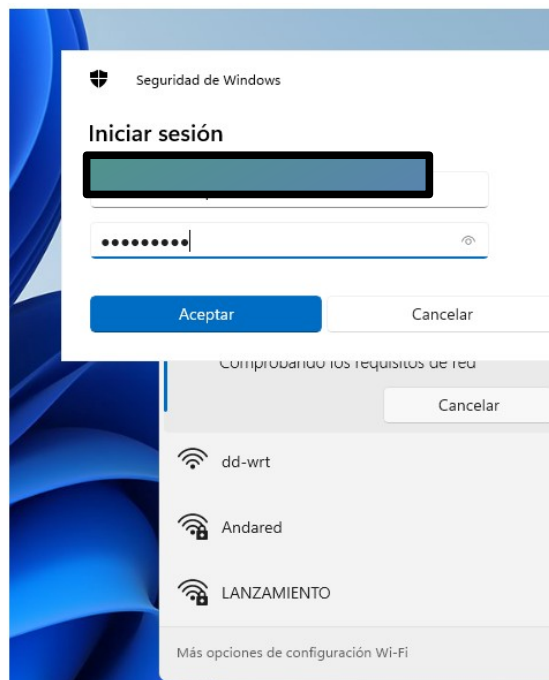 Seguridad de Windows
Iniciar sesión
•••••••••
Aceptar
Cancelar
Comprobando los requisitos de red
Cancelar
dd-wrt
Andared
LANZAMIENTO
Más opciones de configuración Wi-Fi